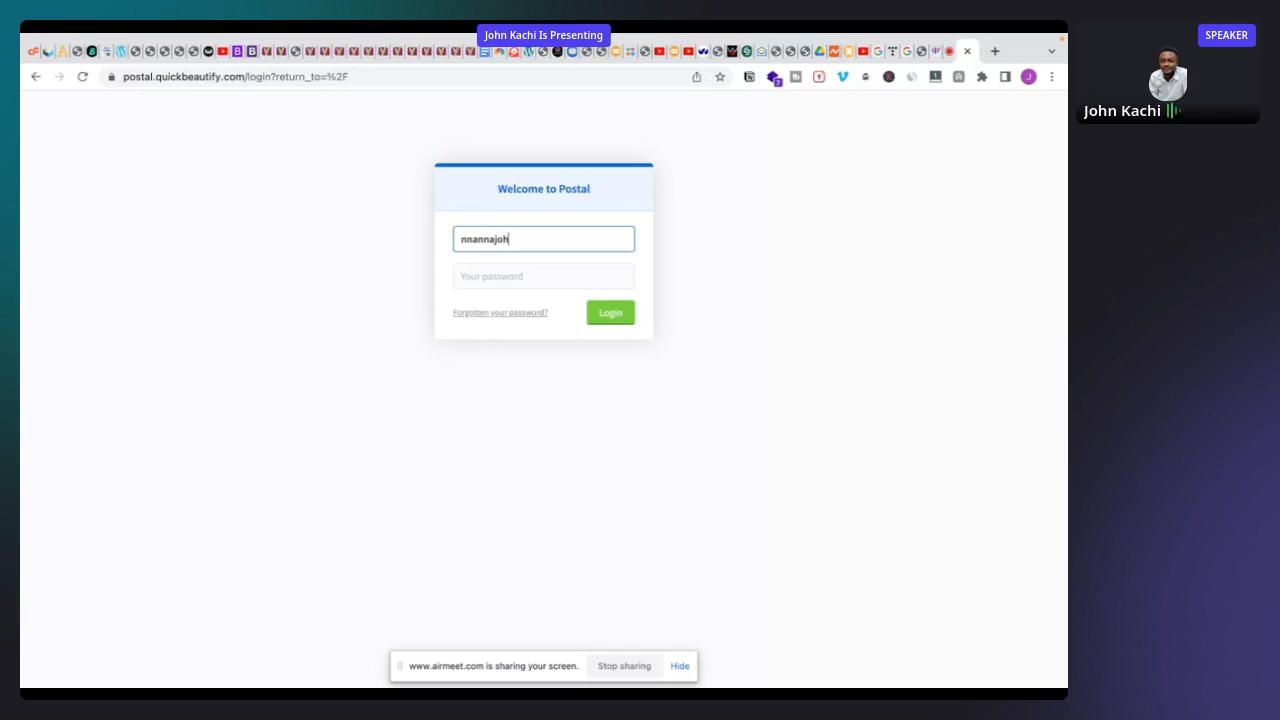 John Kachi Is Presenting
SPEAKER
John Kachi
postal.quickbeautify.com/login?return_to=%2F
Welcome to Postal
nnannajoh
Your password
Forgotten your password?
Login
www.airmeet.com is sharing your screen.
Stop sharing
Hide
J